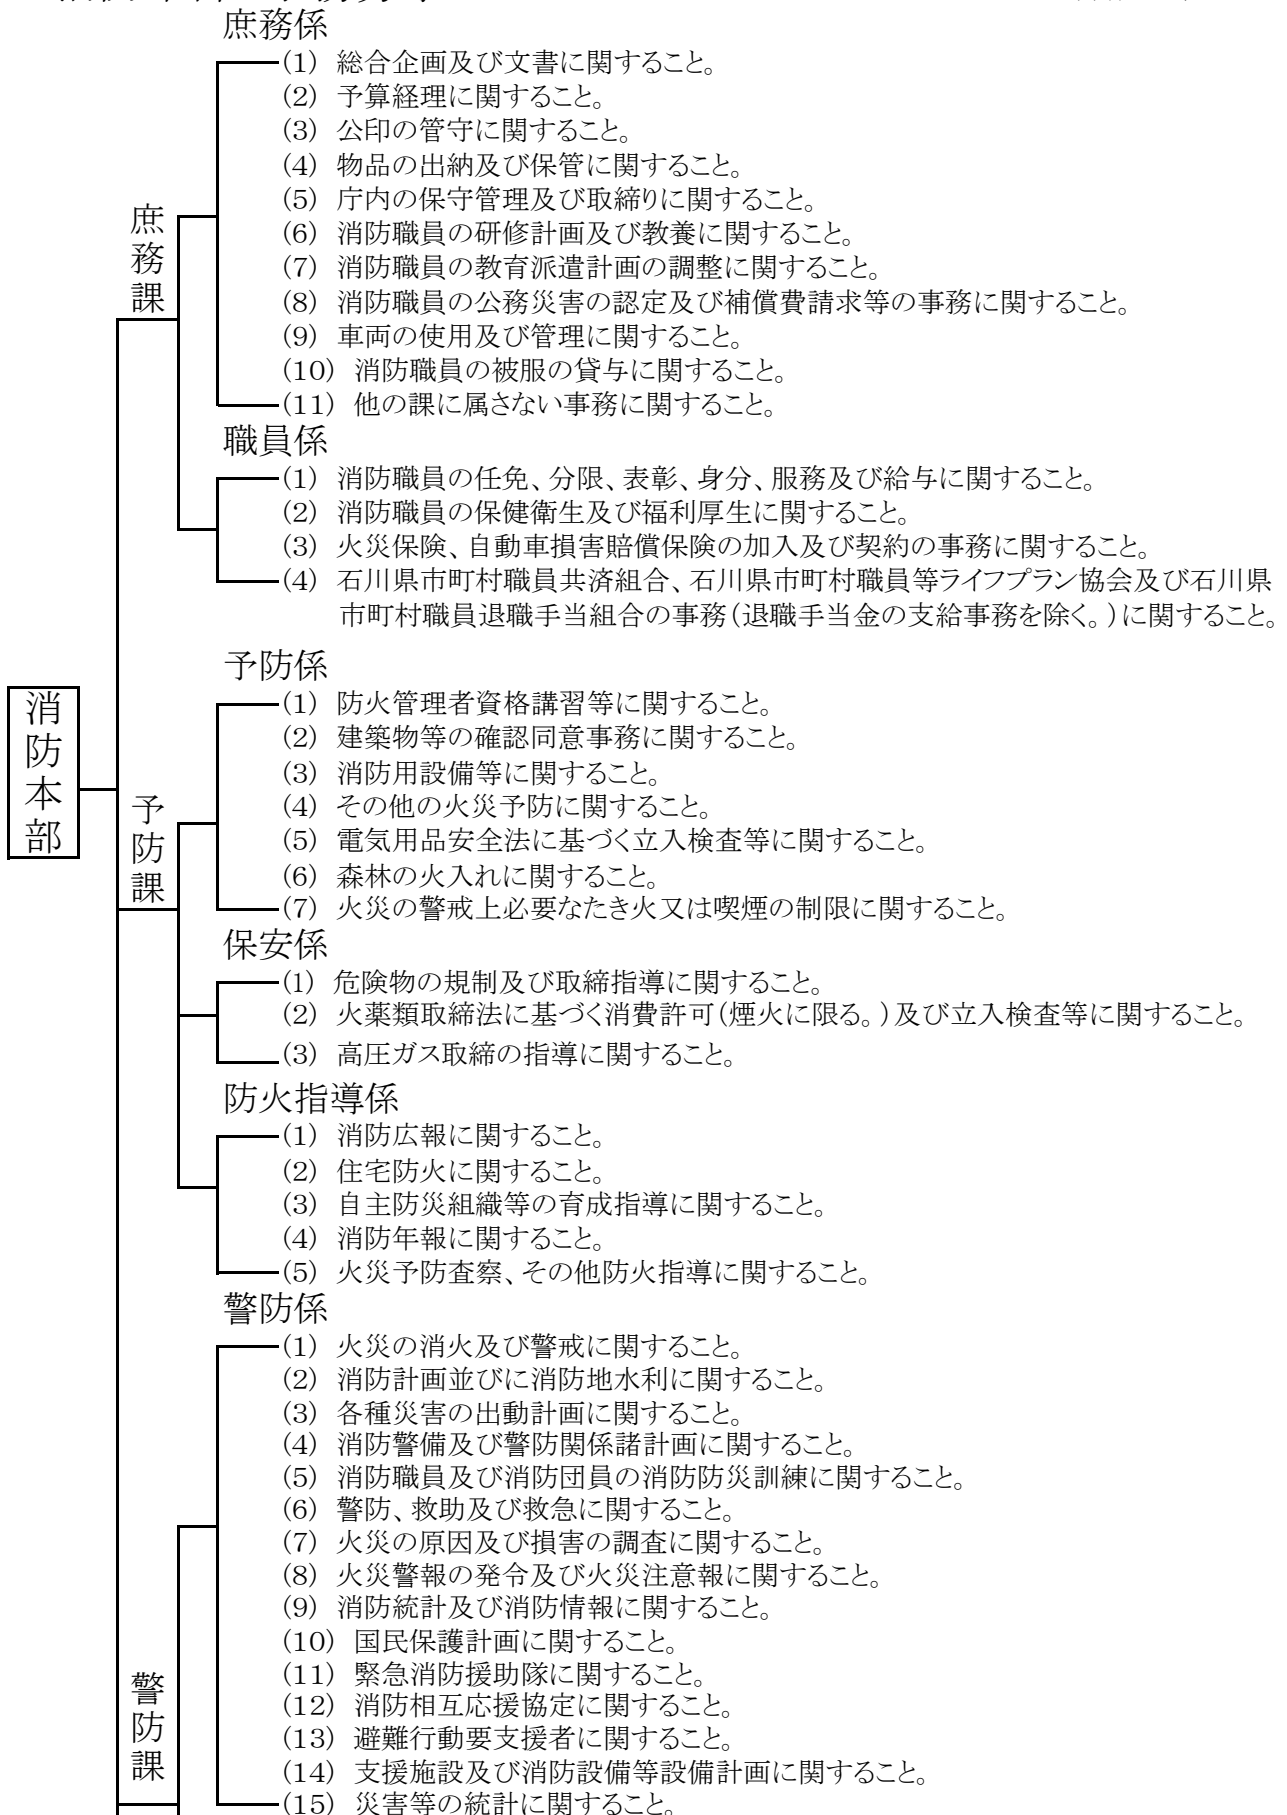 庶務係
(1) 総合企画及び文書に関すること。
(2) 予算経理に関すること。
(3) 公印の管守に関すること。
(4) 物品の出納及び保管に関すること。
(5) 庁内の保守管理及び取締りに関すること。
(6) 消防職員の研修計画及び教養に関すること。
(7) 消防職員の教育派遣計画の調整に関すること。
(8) 消防職員の公務災害の認定及び補償費請求等の事務に関すること。
(9) 車両の使用及び管理に関すること。
(10) 消防職員の被服の貸与に関すること。
(11) 他の課に属さない事務に関すること。
庶務課
職員係
(1) 消防職員の任免、分限、表彰、身分、服務及び給与に関すること。
(2) 消防職員の保健衛生及び福利厚生に関すること。
(3) 火災保険、自動車損害賠償保険の加入及び契約の事務に関すること。
(4) 石川県市町村職員共済組合、石川県市町村職員等ライフプラン協会及び石川県
市町村職員退職手当組合の事務(退職手当金の支給事務を除く。)に関すること。
消防本部
予防係
(1) 防火管理者資格講習等に関すること。
(2) 建築物等の確認同意事務に関すること。
(3) 消防用設備等に関すること。
(4) その他の火災予防に関すること。
(5) 電気用品安全法に基づく立入検査等に関すること。
(6) 森林の火入れに関すること。
(7) 火災の警戒上必要なたき火又は喫煙の制限に関すること。
予防課
保安係
(1) 危険物の規制及び取締指導に関すること。
(2) 火薬類取締法に基づく消費許可(煙火に限る。)及び立入検査等に関すること。
(3) 高圧ガス取締の指導に関すること。
防火指導係
(1) 消防広報に関すること。
(2) 住宅防火に関すること。
(3) 自主防災組織等の育成指導に関すること。
(4) 消防年報に関すること。
(5) 火災予防査察、その他防火指導に関すること。
警防係
(1) 火災の消火及び警戒に関すること。
(2) 消防計画並びに消防地水利に関すること。
(3) 各種災害の出動計画に関すること。
(4) 消防警備及び警防関係諸計画に関すること。
(5) 消防職員及び消防団員の消防防災訓練に関すること。
(6) 警防、救助及び救急に関すること。
(7) 火災の原因及び損害の調査に関すること。
(8) 火災警報の発令及び火災注意報に関すること。
(9) 消防統計及び消防情報に関すること。
(10) 国民保護計画に関すること。
(11) 緊急消防援助隊に関すること。
(12) 消防相互応援協定に関すること。
(13) 避難行動要支援者に関すること。
(14) 支援施設及び消防設備等設備計画に関すること。
(15) 災害等の統計に関すること。
警防課